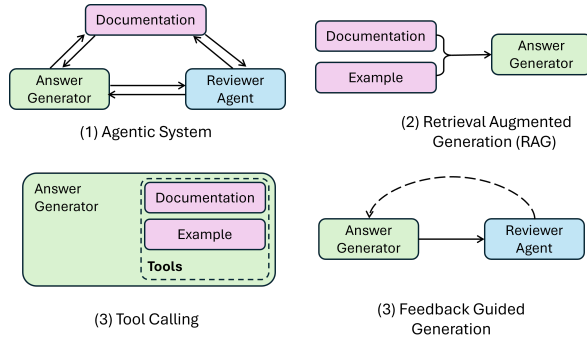 Documentation
Answer
Generator
Reviewer
Agent
(1) Agentic System
Documentation
Example
Answer
Generator
(2) Retrieval Augmented
Generation (RAG)
Answer
Generator
Documentation
Example
Tools
(3) Tool Calling
Answer
Generator
Reviewer
Agent
(3) Feedback Guided
Generation